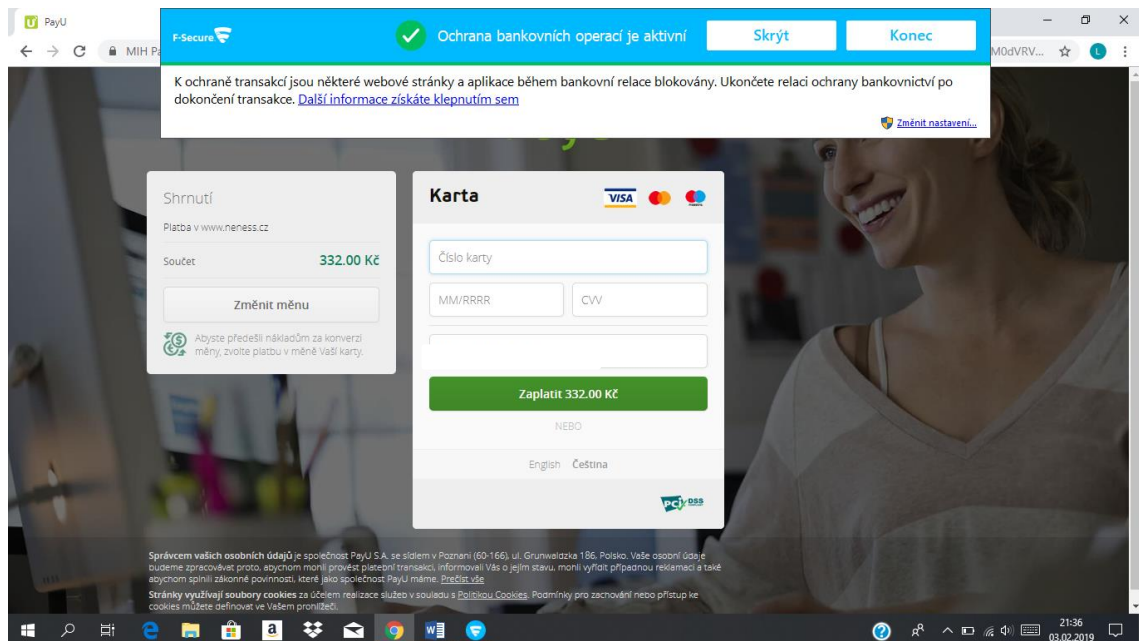 PayU
F-Secure
Ochrana bankovních operací je aktivní
Skrýt
Konec
MIH Pa
M0dVRV...
L
K ochraně transakcí jsou některé webové stránky a aplikace během bankovní relace blokovány. Ukončete relaci ochrany bankovnictví po
dokončení transakce. Další informace získáte klepnutím sem
Změnit nastavení...
Shrnutí
Platba v www.neness.cz
Součet 332.00 Kč
Změnit měnu
Abyste předešli nákladům za konverzi
měny, zvolte platbu v měně Vaší karty.
Karta
VISA
Číslo karty
MM/RRRR
CVV
Zaplatit 332.00 Kč
NEBO
English Čeština
PCI DSS
Správcem vašich osobních údajů je společnost PayU S.A. se sídlem v Poznani (60-166), ul. Grunwaldzka 186. Polsko. Vaše osobní údaje
budeme zpracovávat proto, abychom mohli provést platební transakci, informovali Vás o jejím stavu, mohli vyřídit případnou reklamaci a také
abychom splnili zákonné povinnosti, které jako společnost PayU máme. Přečíst vše
Stránky využívají soubory cookies za účelem realizace služeb v souladu s Politikou Cookies. Podmínky pro zachování nebo přístup ke
cookies můžete definovat ve Vašem prohlížeči.
21:36
03.02.2019